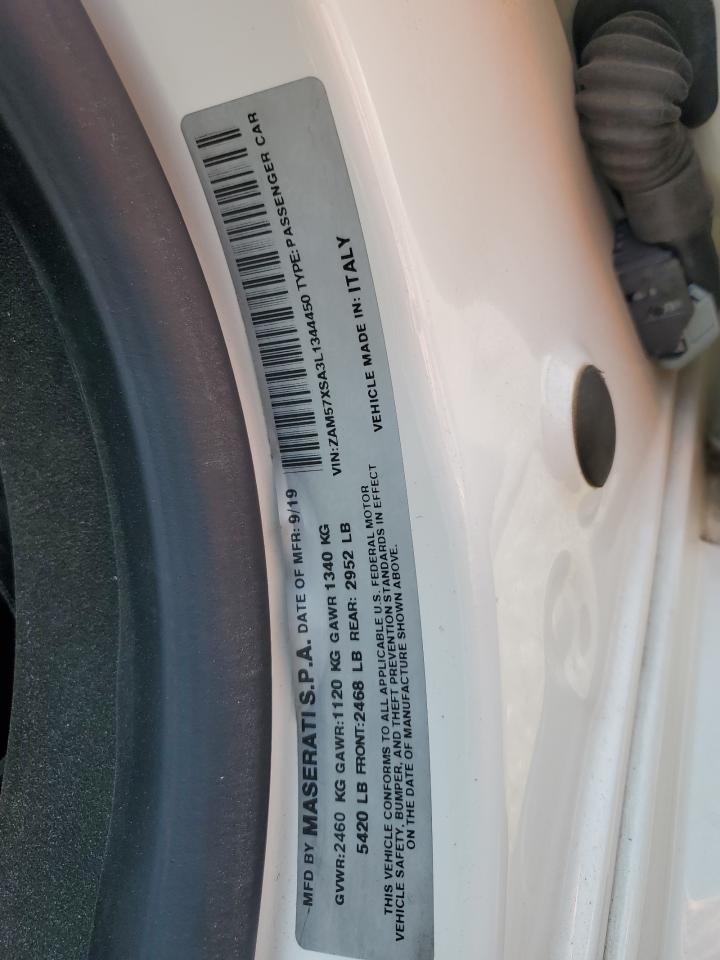 MFD BY MASERATI S.P.A. DATE OF MFR: 9/19
GVWR:2460 KG GAWR:1120 KG GAWR 1340 KG
5420 LB FRONT:2468 LB REAR: 2952 LB
THIS VEHICLE CONFORMS TO ALL APPLICABLE U.S. FEDERAL MOTOR
VEHICLE SAFETY, BUMPER, AND THEFT PREVENTION STANDARDS IN EFFECT
ON THE DATE OF MANUFACTURE SHOWN ABOVE.
VIN:ZAM57XSA3L1344450 TYPE:PASSENGER CAR
VEHICLE MADE IN: ITALY